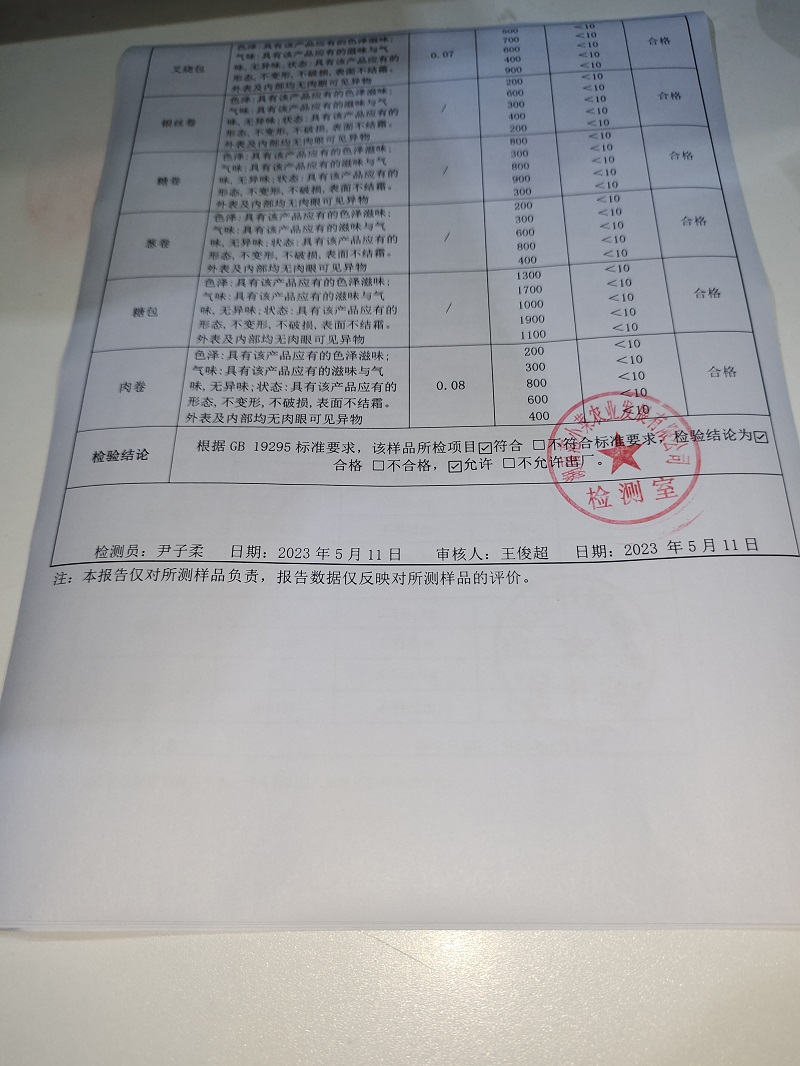 叉烧包
色泽:具有该产品应有的色泽滋味;
气味:具有该产品应有的滋味与气
味,无异味;状态:具有该产品应有的
形态,不变形,不破损,表面不结霜。
外表及内部均无肉眼可见异物
0.07
700
600
400
900
<10
<10
<10
<10
<10
合格
银丝卷
色泽:具有该产品应有的色泽滋味;
气味:具有该产品应有的滋味与气
味,无异味;状态:具有该产品应有的
形态,不变形,不破损,表面不结霜。
外表及内部均无肉眼可见异物
/
200
600
300
400
200
<10
<10
<10
<10
<10
合格
糖卷
色泽:具有该产品应有的色泽滋味;
气味:具有该产品应有的滋味与气
味,无异味;状态:具有该产品应有的
形态,不变形,不破损,表面不结霜。
外表及内部均无肉眼可见异物
/
800
300
800
900
300
<10
<10
<10
<10
<10
合格
葱卷
色泽:具有该产品应有的色泽滋味;
气味:具有该产品应有的滋味与气
味,无异味;状态:具有该产品应有的
形态,不变形,不破损,表面不结霜。
外表及内部均无肉眼可见异物
/
200
300
600
800
400
<10
<10
<10
<10
<10
合格
糖包
色泽:具有该产品应有的色泽滋味;
气味:具有该产品应有的滋味与气
味,无异味;状态:具有该产品应有的
形态,不变形,不破损,表面不结霜。
外表及内部均无肉眼可见异物
/
1300
1700
1000
1900
1100
<10
<10
<10
<10
<10
合格
肉卷
色泽:具有该产品应有的色泽滋味;
气味:具有该产品应有的滋味与气
味,无异味;状态:具有该产品应有的
形态,不变形,不破损,表面不结霜。
外表及内部均无肉眼可见异物
0.08
200
300
800
600
400
<10
<10
<10
<10
<10
合格
检验结论
根据 GB 19295 标准要求，该样品所检项目☑符合 □不符合标准要求，检验结论为☑
合格 □不合格，☑允许 □不允许出厂。
农业发展有限公司
检测室
检测员：尹子柔 日期：2023 年 5 月 11 日 审核人：王俊超 日期：2023 年 5 月 11 日
注：本报告仅对所测样品负责，报告数据仅反映对所测样品的评价。